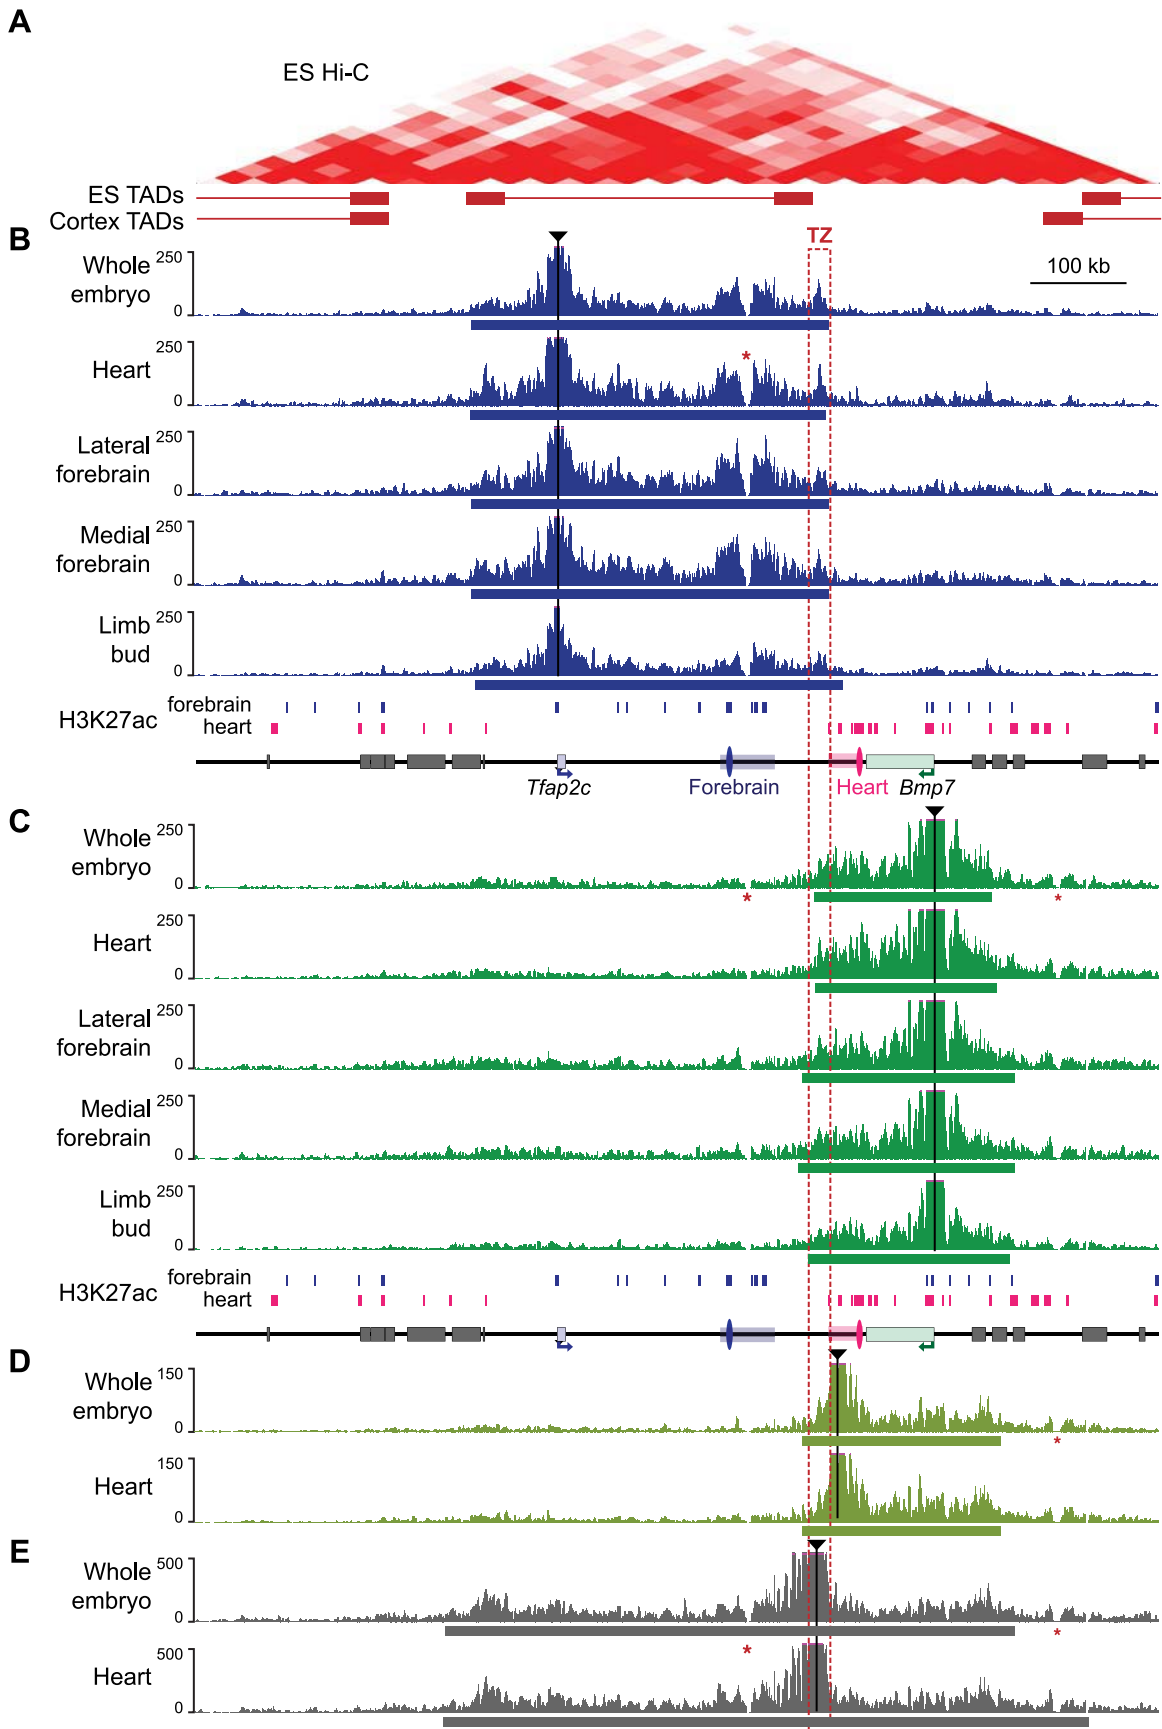 A
ES Hi-C
ES TADs
Cortex TADs
B
TZ
100 kb
Whole
embryo
250
0
Heart
250
0
*
Lateral
forebrain
250
0
Medial
forebrain
250
0
Limb
bud
250
0
H3K27ac
forebrain
heart
Tfap2c
Forebrain
Heart
Bmp7
C
Whole
embryo
250
0
*
*
Heart
250
0
Lateral
forebrain
250
0
Medial
forebrain
250
0
Limb
bud
250
0
H3K27ac
forebrain
heart
D
Whole
embryo
150
0
*
Heart
150
0
E
Whole
embryo
500
0
*
Heart
500
0
*